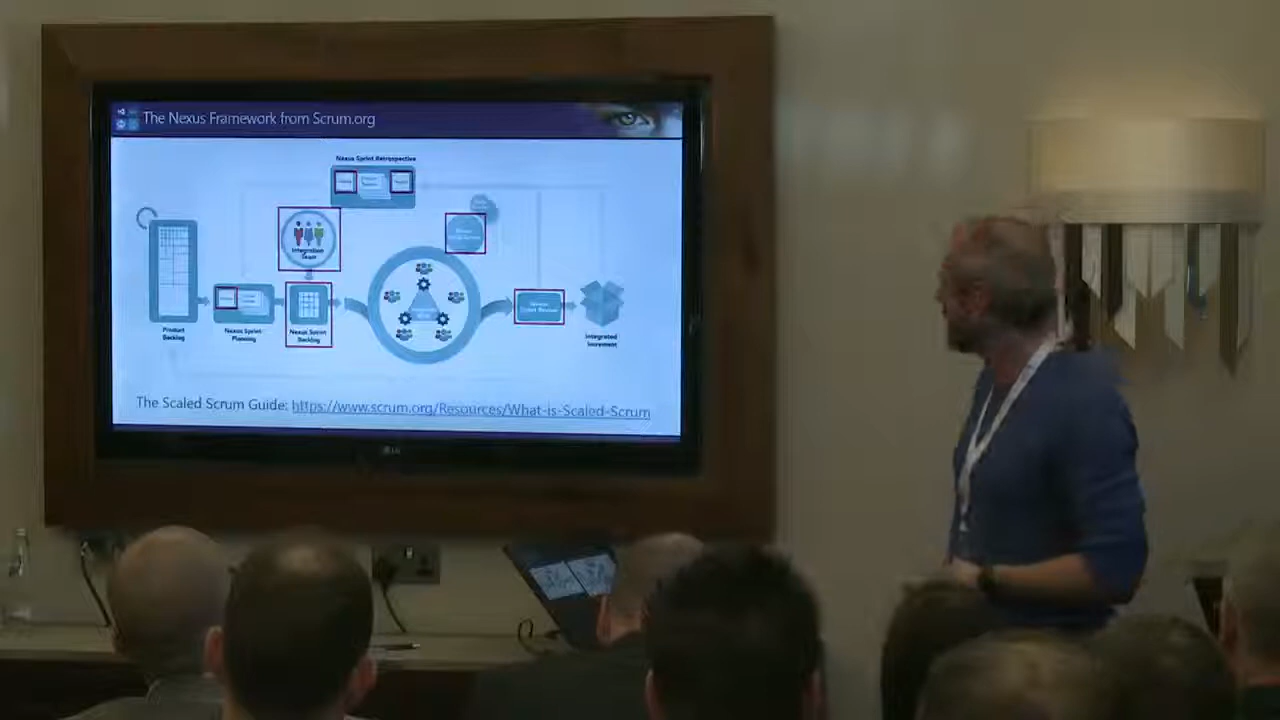 The Nexus Framework from Scrum.org
Nexus Sprint Retrospective
Integration
Team
Product
Backlog
Nexus Sprint
Planning
Nexus Sprint
Backlog
Integrated
Increment
The Scaled Scrum Guide: https://www.scrum.org/Resources/What-is-Scaled-Scrum
LG